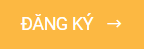 ĐĂNG KÝ →